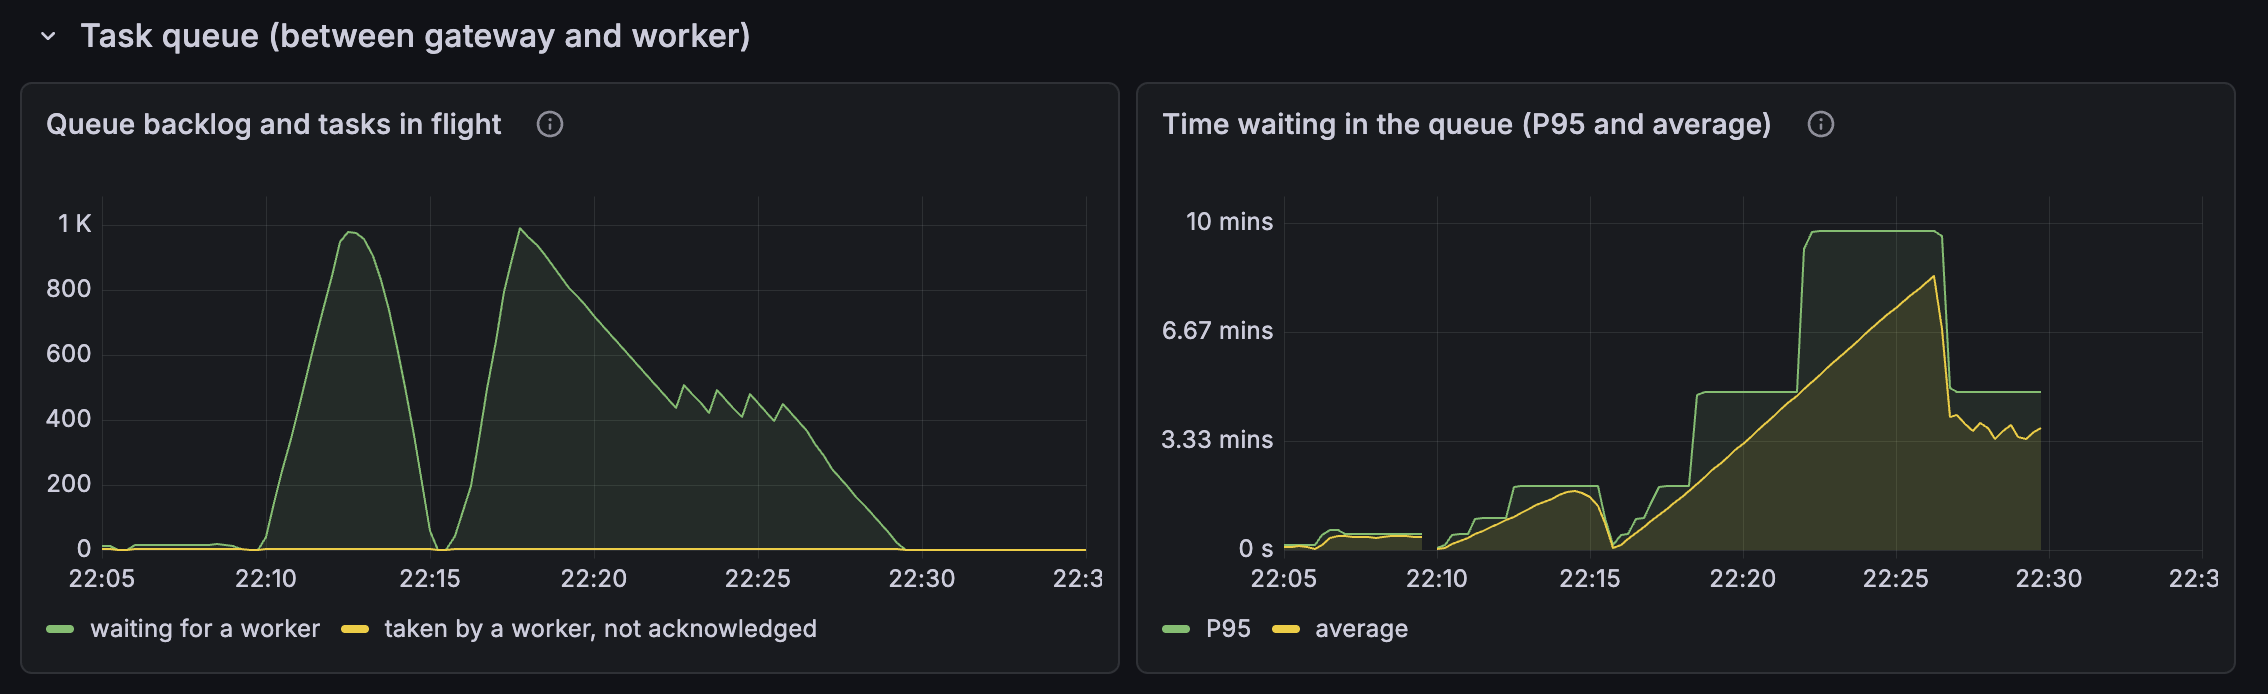 Task queue (between gateway and worker)
Queue backlog and tasks in flight
1 K
800
600
400
200
0
22:05 22:10 22:15 22:20 22:25 22:30 22:3
waiting for a worker taken by a worker, not acknowledged
Time waiting in the queue (P95 and average)
10 mins
6.67 mins
3.33 mins
0 s
22:05 22:10 22:15 22:20 22:25 22:30 22:3
P95 average